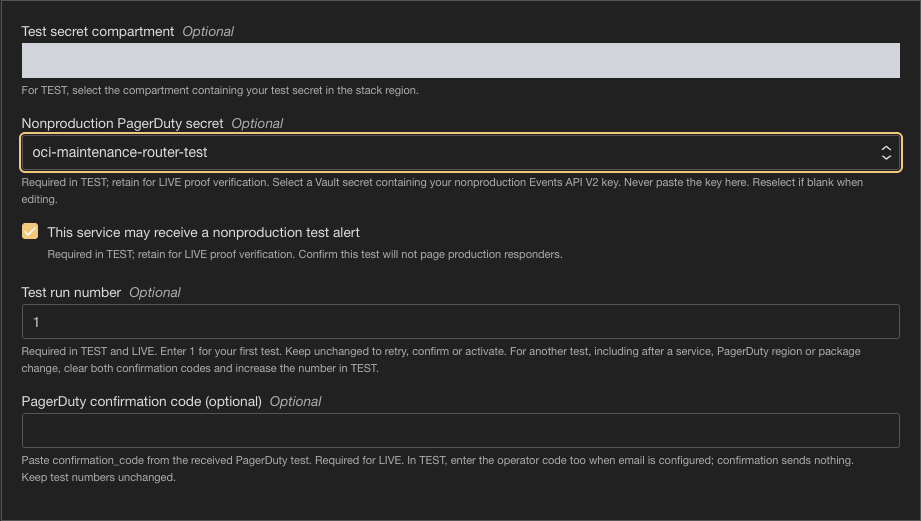 Test secret compartment Optional
For TEST, select the compartment containing your test secret in the stack region.
Nonproduction PagerDuty secret Optional
oci-maintenance-router-test
Required in TEST; retain for LIVE proof verification. Select a Vault secret containing your nonproduction Events API V2 key. Never paste the key here. Reselect if blank when
editing.
This service may receive a nonproduction test alert
Required in TEST; retain for LIVE proof verification. Confirm this test will not page production responders.
Test run number Optional
1
Required in TEST and LIVE. Enter 1 for your first test. Keep unchanged to retry, confirm or activate. For another test, including after a service, PagerDuty region or package
change, clear both confirmation codes and increase the number in TEST.
PagerDuty confirmation code (optional) Optional
Paste confirmation_code from the received PagerDuty test. Required for LIVE. In TEST, enter the operator code too when email is configured; confirmation sends nothing.
Keep test numbers unchanged.